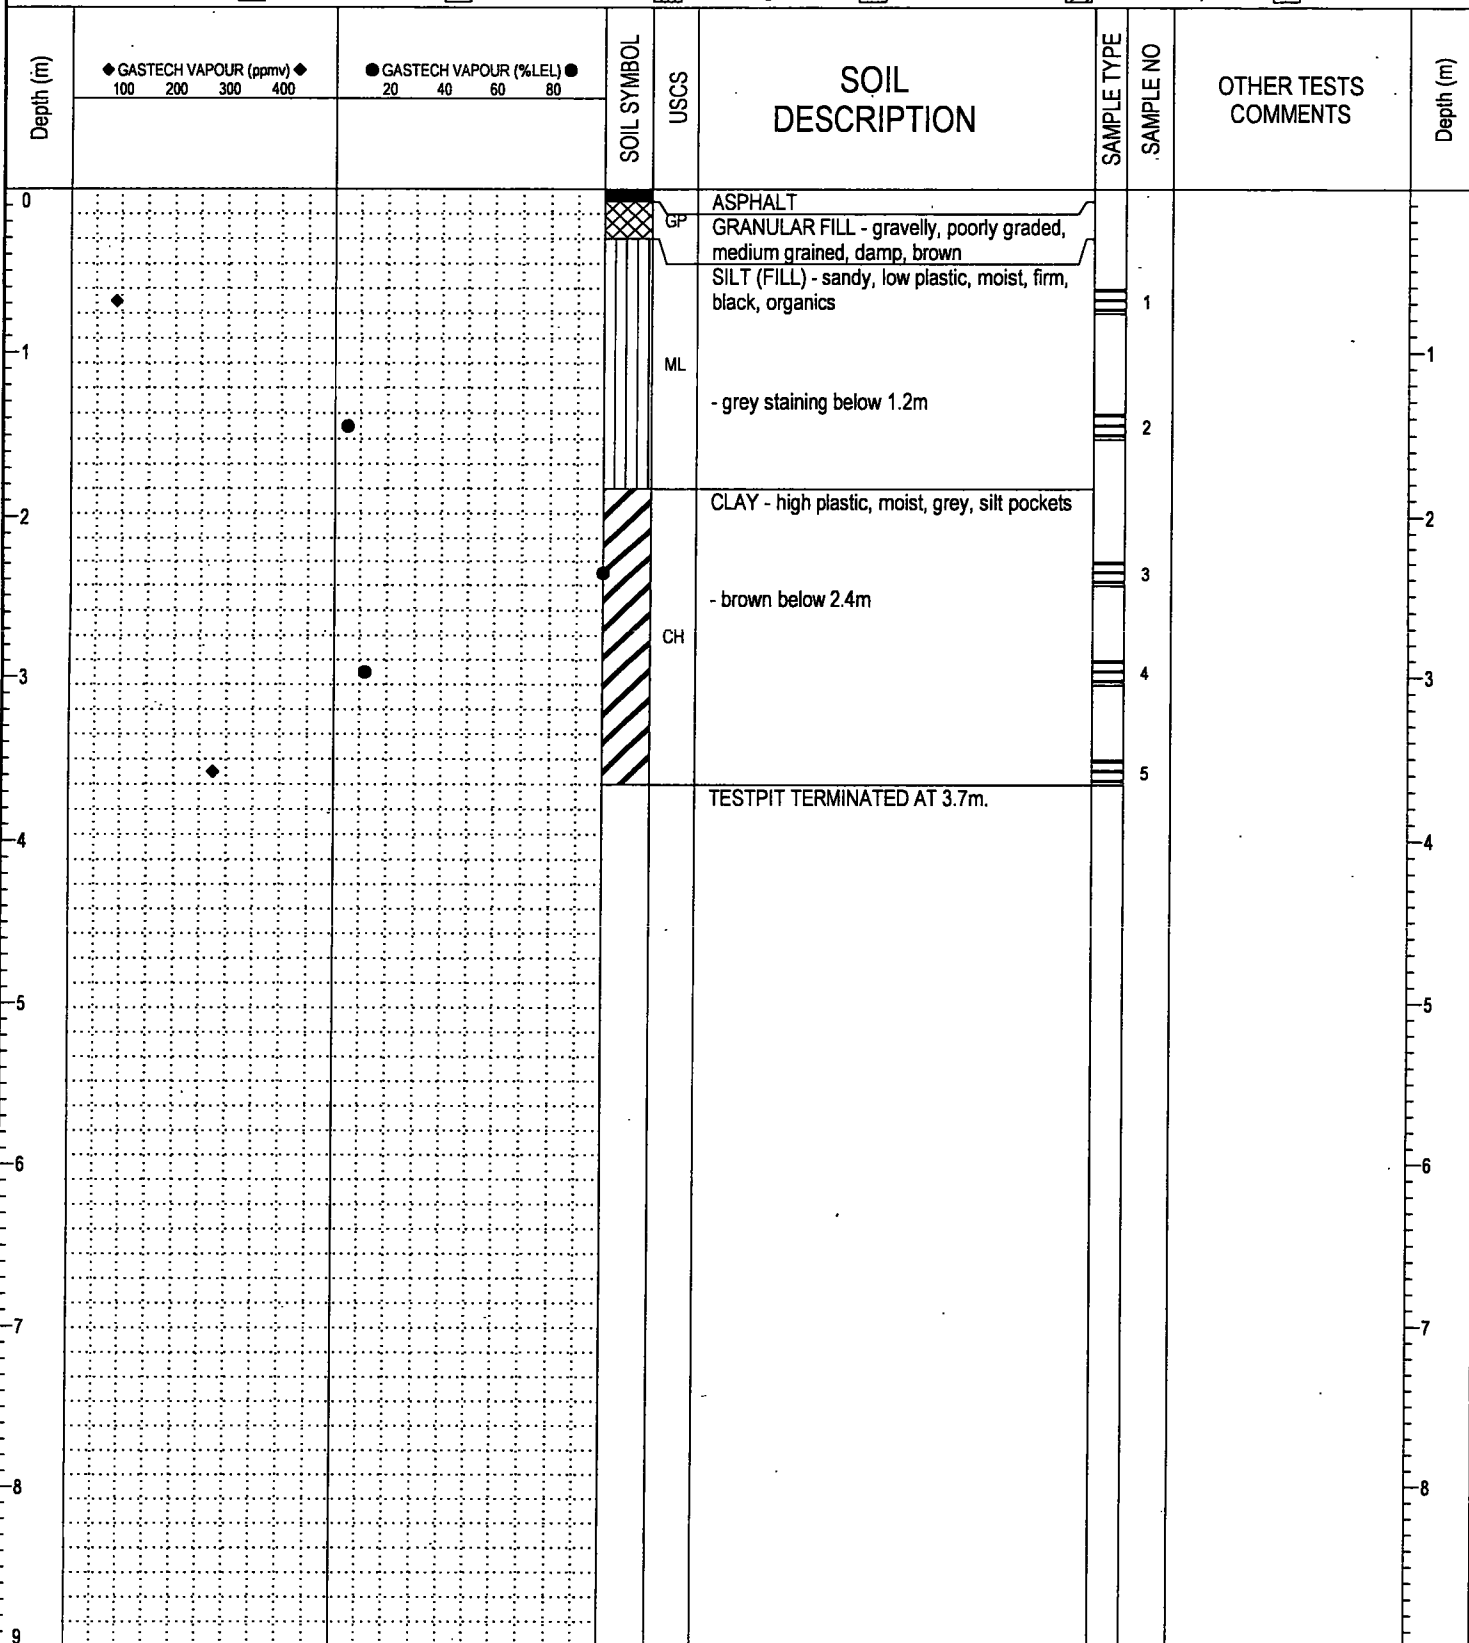 Depth (m)
◆ GASTECH VAPOUR (ppmv) ◆
100 200 300 400
● GASTECH VAPOUR (%LEL) ●
20 40 60 80
SOIL SYMBOL
USCS
SOIL
DESCRIPTION
SAMPLE TYPE
SAMPLE NO
OTHER TESTS
COMMENTS
Depth (m)
0
ASPHALT
GP
GRANULAR FILL - gravelly, poorly graded,
medium grained, damp, brown
SILT (FILL) - sandy, low plastic, moist, firm,
black, organics
1
1
ML
1
- grey staining below 1.2m
2
CLAY - high plastic, moist, grey, silt pockets
2
2
3
- brown below 2.4m
CH
3
4
3
5
TESTPIT TERMINATED AT 3.7m.
4
4
5
5
6
6
7
7
8
8
9